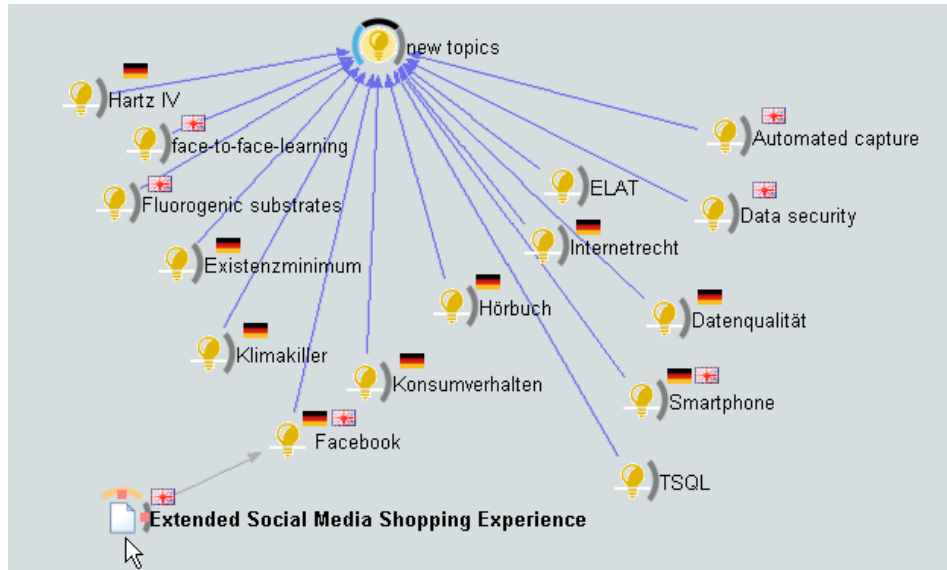 new topics
Hartz IV
face-to-face-learning
Automated capture
ELAT
Fluorogenic substrates
Data security
Internetrecht
Existenzminimum
Hörbuch
Datenqualität
Klimakiller
Konsumverhalten
Smartphone
Facebook
TSQL
Extended Social Media Shopping Experience